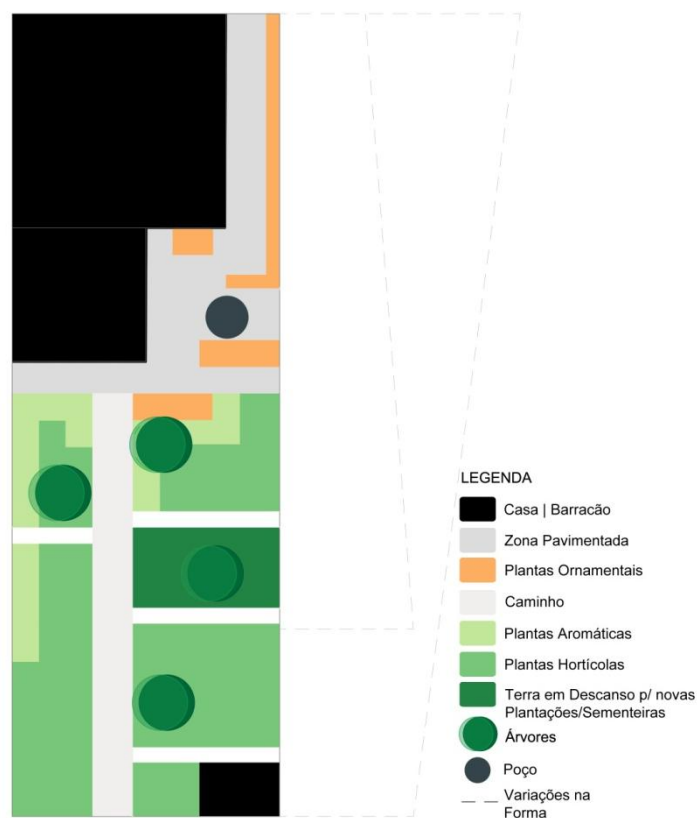 LEGENDA
Casa | Barracão
Zona Pavimentada
Plantas Ornamentais
Caminho
Plantas Aromáticas
Plantas Hortícolas
Terra em Descanso p/ novas
Plantações/Sementeiras
Árvores
Poço
Variações na
Forma